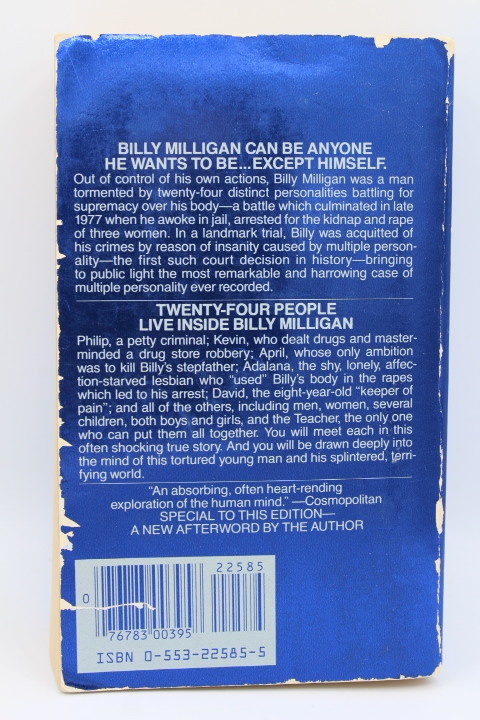 BILLY MILLIGAN CAN BE ANYONE
HE WANTS TO BE...EXCEPT HIMSELF.
Out of control of his own actions, Billy Milligan was a man
tormented by twenty-four distinct personalities battling for
supremacy over his body—a battle which culminated in late
1977 when he awoke in jail, arrested for the kidnap and rape
of three women. In a landmark trial, Billy was acquitted of
his crimes by reason of insanity caused by multiple person-
ality—the first such court decision in history—bringing
to public light the most remarkable and harrowing case of
multiple personality ever recorded.
TWENTY-FOUR PEOPLE
LIVE INSIDE BILLY MILLIGAN
Philip, a petty criminal; Kevin, who dealt drugs and master-
minded a drug store robbery; April, whose only ambition
was to kill Billy's stepfather; Adalana, the shy, lonely, affec-
tion-starved lesbian who "used" Billy's body in the rapes
which led to his arrest; David, the eight-year-old "keeper of
pain"; and all of the others, including men, women, several
children, both boys and girls, and the Teacher, the only one
who can put them all together. You will meet each in this
often shocking true story. And you will be drawn deeply into
the mind of this tortured young man and his splintered, terri-
fying world.
"An absorbing, often heart-rending
exploration of the human mind." —Cosmopolitan
SPECIAL TO THIS EDITION—
A NEW AFTERWORD BY THE AUTHOR
22585
0
76783 00395
ISBN 0-553-22585-5